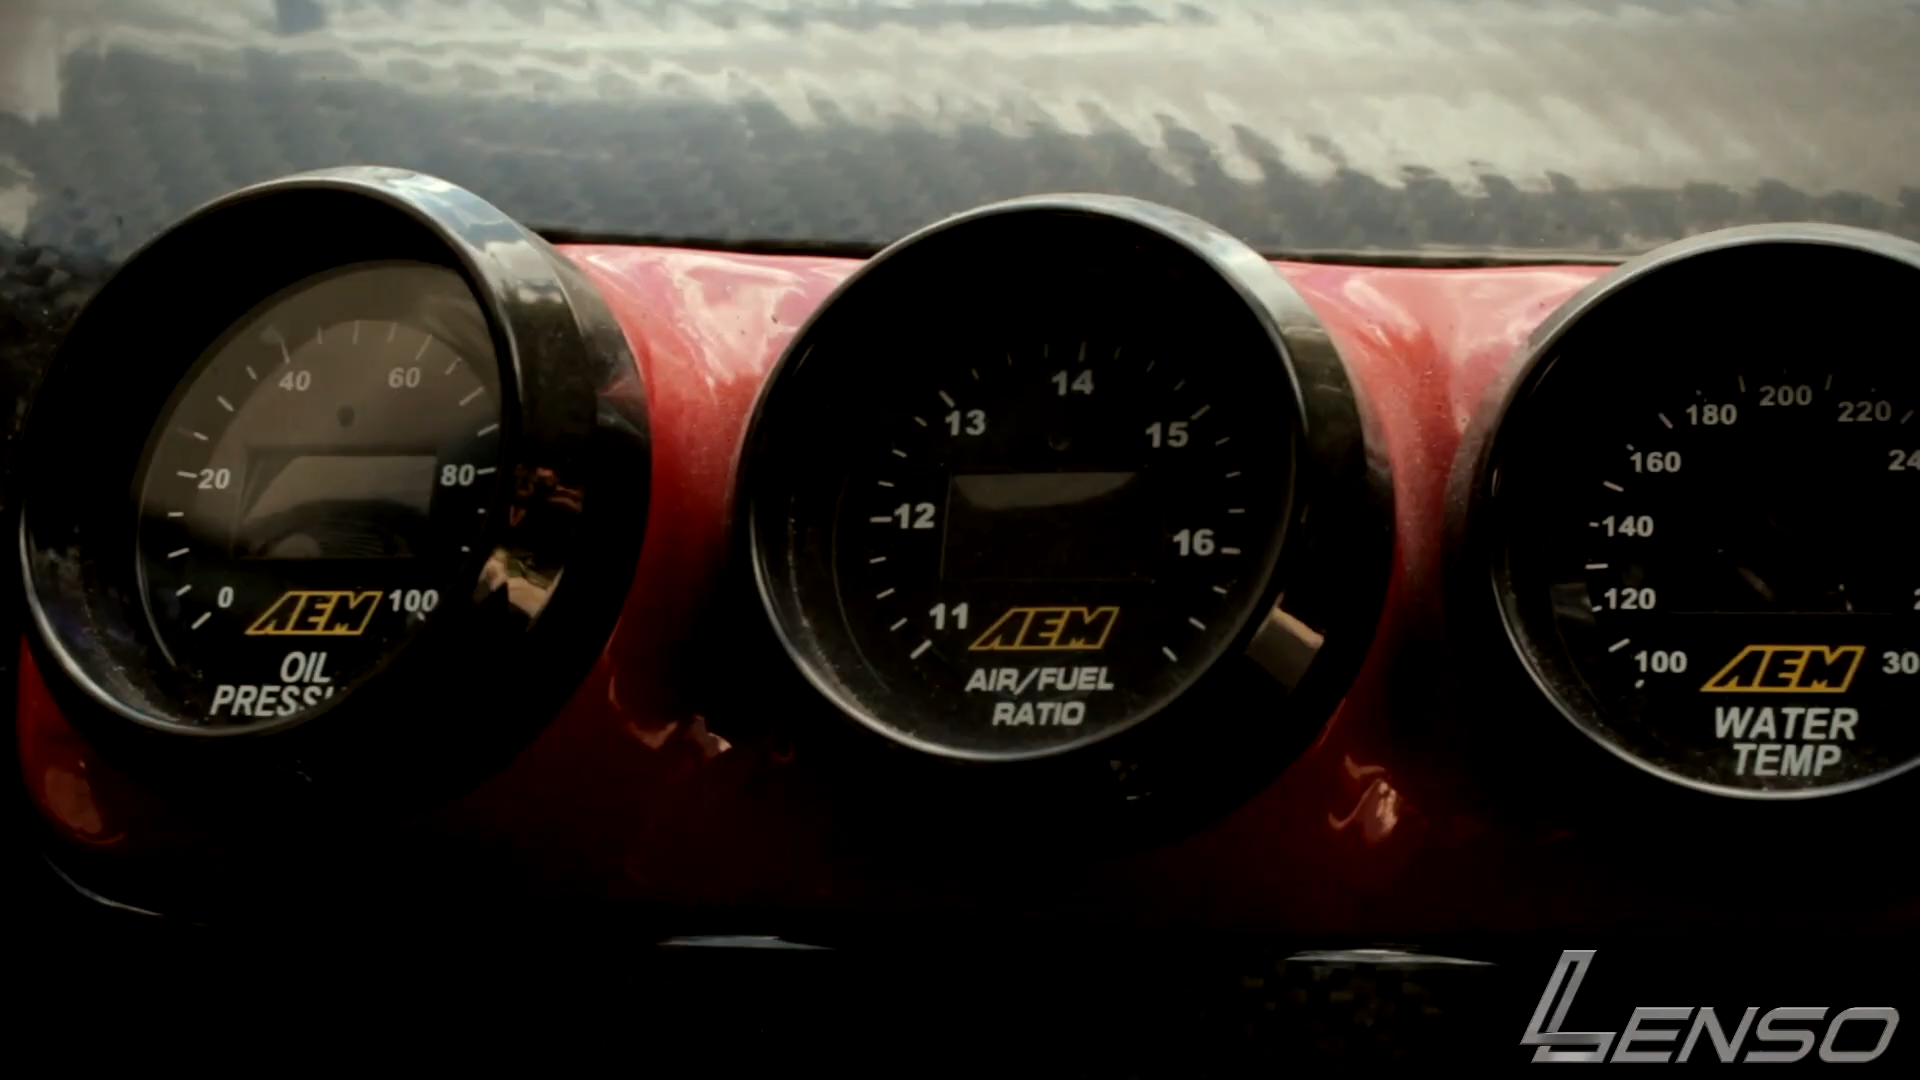 0 20 40 60 80 100
AEM
OIL
11 12 13 14 15 16
AEM
AIR/FUEL
RATIO
100 120 140 160 180 200 220
AEM
WATER
TEMP
LENSO